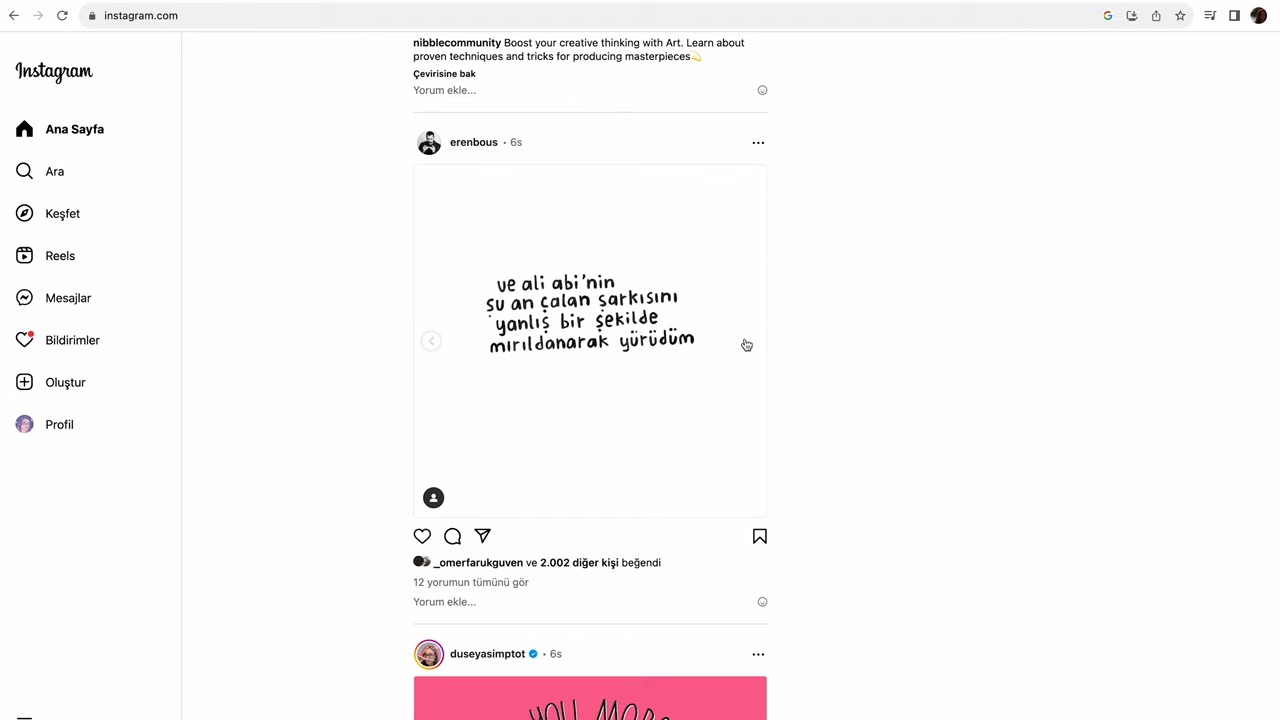 instagram.com
Instagram
Ana Sayfa
Ara
Keşfet
Reels
Mesajlar
Bildirimler
Oluştur
Profil
nibblecommunity Boost your creative thinking with Art. Learn about
proven techniques and tricks for producing masterpieces💫
Çevirisine bak
Yorum ekle...
erenbous • 6s
ve ali abi'nin
şu an çalan şarkısını
yanlış bir şekilde
mırıldanarak yürüdüm
_omerfarukguven ve 2.002 diğer kişi beğendi
12 yorumun tümünü gör
Yorum ekle...
duseyasimptot • 6s
YOU MORE